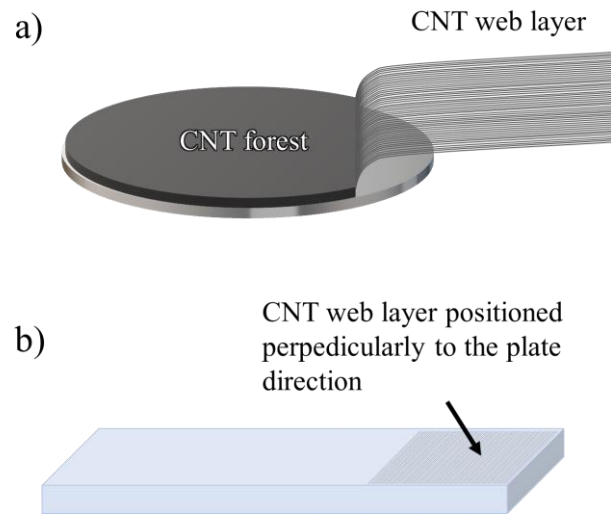 a)
CNT web layer
CNT forest
b)
CNT web layer positioned
perpedicularly to the plate
direction